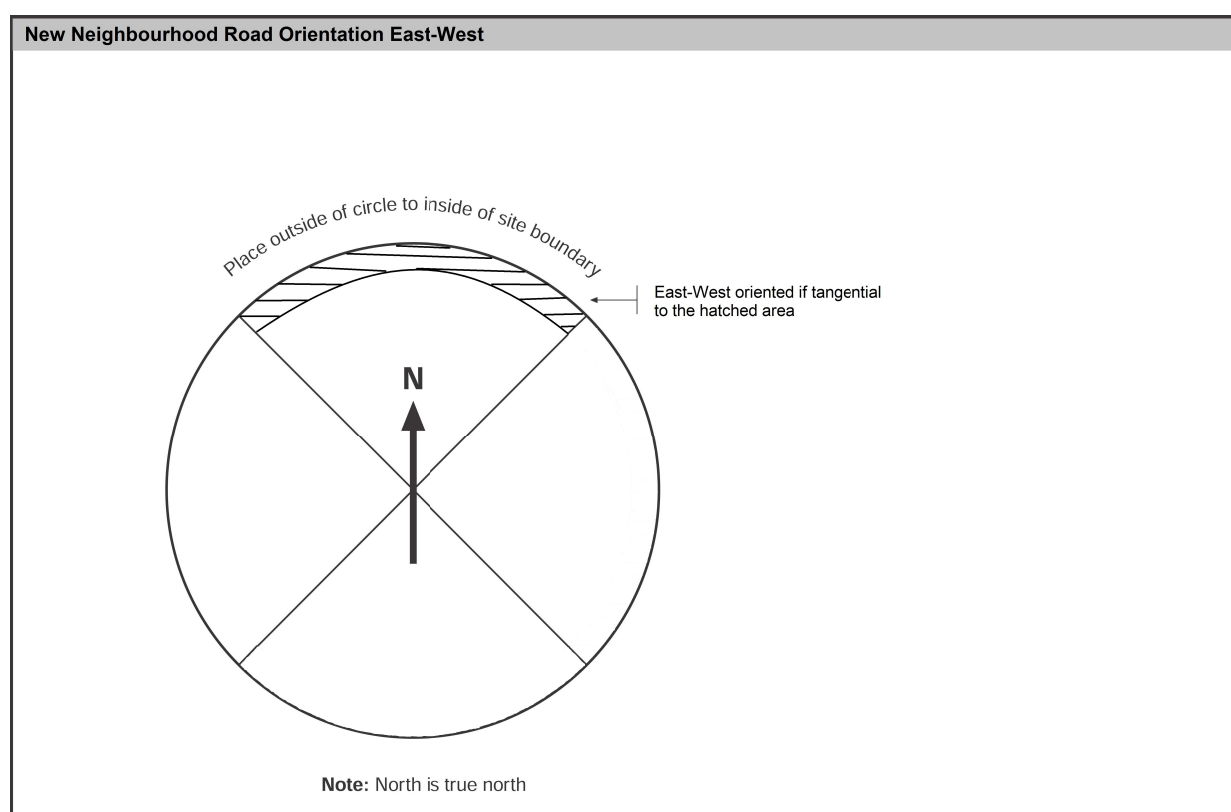 New Neighbourhood Road Orientation East-West
Place outside of circle to inside of site boundary
East-West oriented if tangential
to the hatched area
N
Note: North is true north